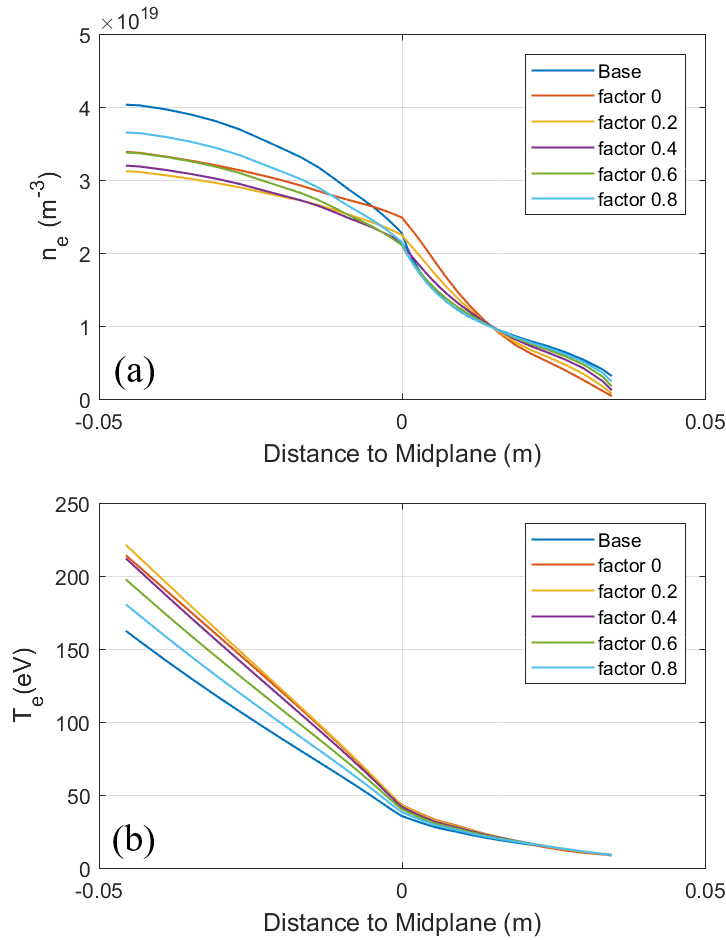 ×10^19
5
4
3
2
1
0
n_e (m^-3)
Base
factor 0
factor 0.2
factor 0.4
factor 0.6
factor 0.8
(a)
-0.05 0 0.05
Distance to Midplane (m)
250
200
150
100
50
0
T_e(eV)
Base
factor 0
factor 0.2
factor 0.4
factor 0.6
factor 0.8
(b)
-0.05 0 0.05
Distance to Midplane (m)